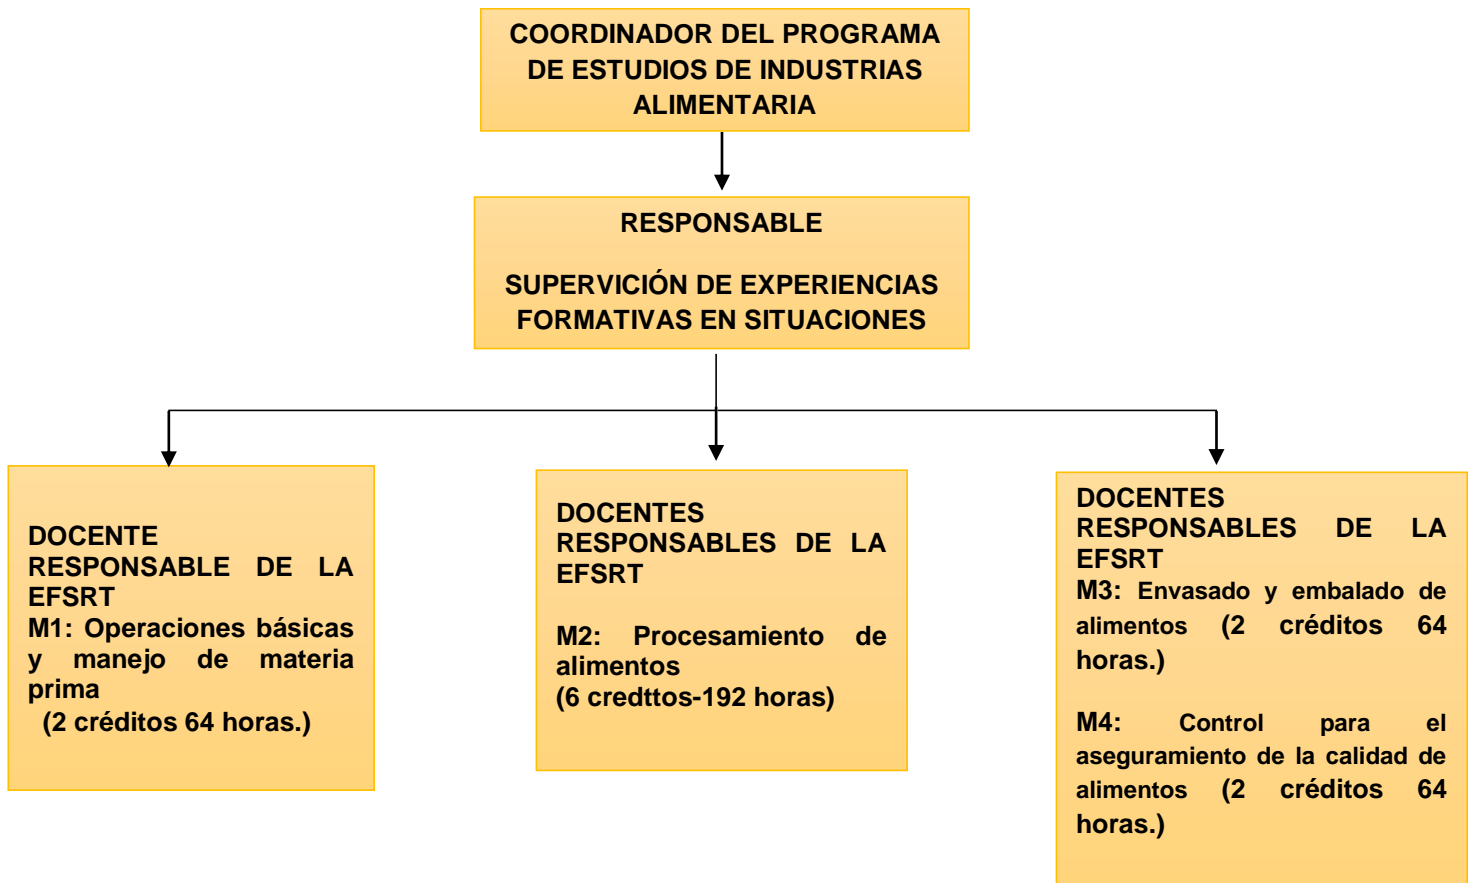 COORDINADOR DEL PROGRAMA
DE ESTUDIOS DE INDUSTRIAS
ALIMENTARIA
RESPONSABLE
SUPERVICIÓN DE EXPERIENCIAS
FORMATIVAS EN SITUACIONES
DOCENTE
RESPONSABLE DE LA
EFSRT
M1: Operaciones básicas
y manejo de materia
prima
(2 créditos 64 horas.)
DOCENTES
RESPONSABLES DE LA
EFSRT
M2: Procesamiento de
alimentos
(6 credttos-192 horas)
DOCENTES
RESPONSABLES DE LA
EFSRT
M3: Envasado y embalado de
alimentos (2 créditos 64
horas.)
M4: Control para el
aseguramiento de la calidad de
alimentos (2 créditos 64
horas.)